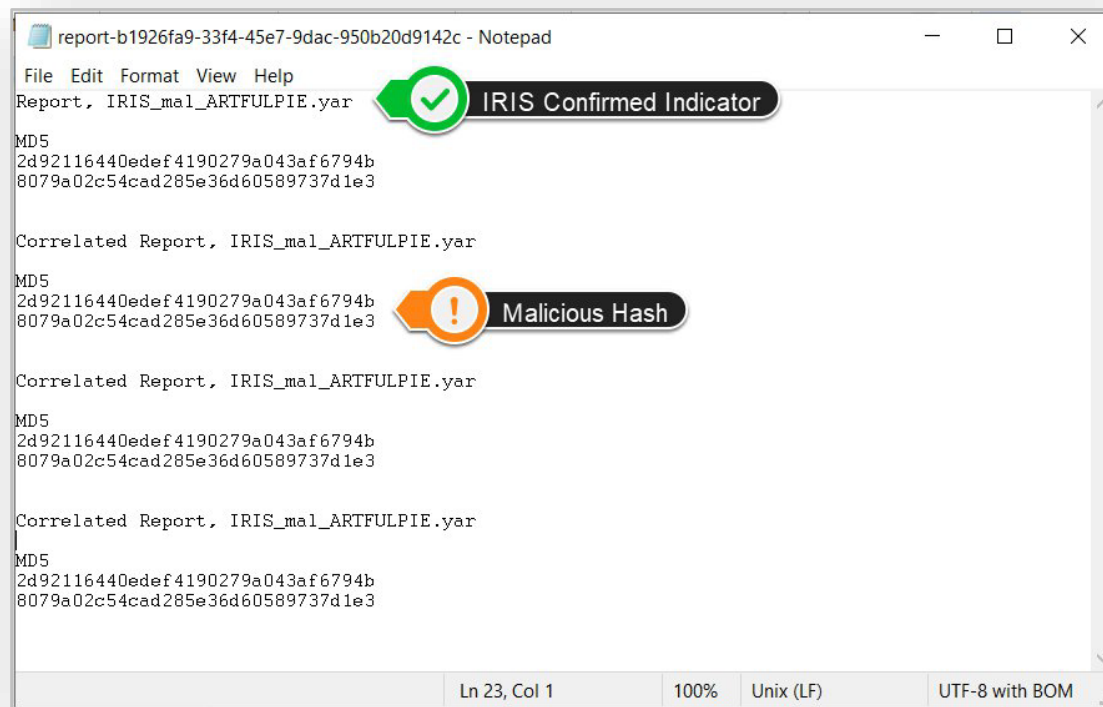 report-b1926fa9-33f4-45e7-9dac-950b20d9142c - Notepad
File Edit Format View Help
Report, IRIS_mal_ARTFULPIE.yar
IRIS Confirmed Indicator
MD5
2d92116440edef4190279a043af6794b
8079a02c54cad285e36d60589737d1e3
Correlated Report, IRIS_mal_ARTFULPIE.yar
MD5
2d92116440edef4190279a043af6794b
8079a02c54cad285e36d60589737d1e3
Malicious Hash
Correlated Report, IRIS_mal_ARTFULPIE.yar
MD5
2d92116440edef4190279a043af6794b
8079a02c54cad285e36d60589737d1e3
Correlated Report, IRIS_mal_ARTFULPIE.yar
MD5
2d92116440edef4190279a043af6794b
8079a02c54cad285e36d60589737d1e3
Ln 23, Col 1 100% Unix (LF) UTF-8 with BOM